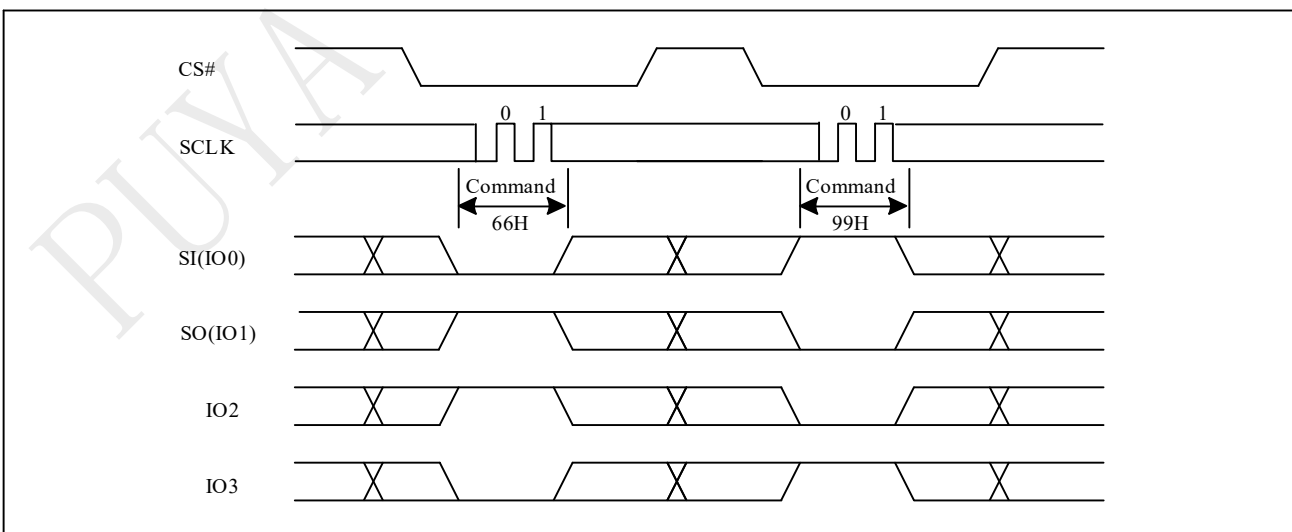 PUYA
CS#
0 1 0 1
SCLK
Command Command
66H 99H
SI(IO0)
SO(IO1)
IO2
IO3